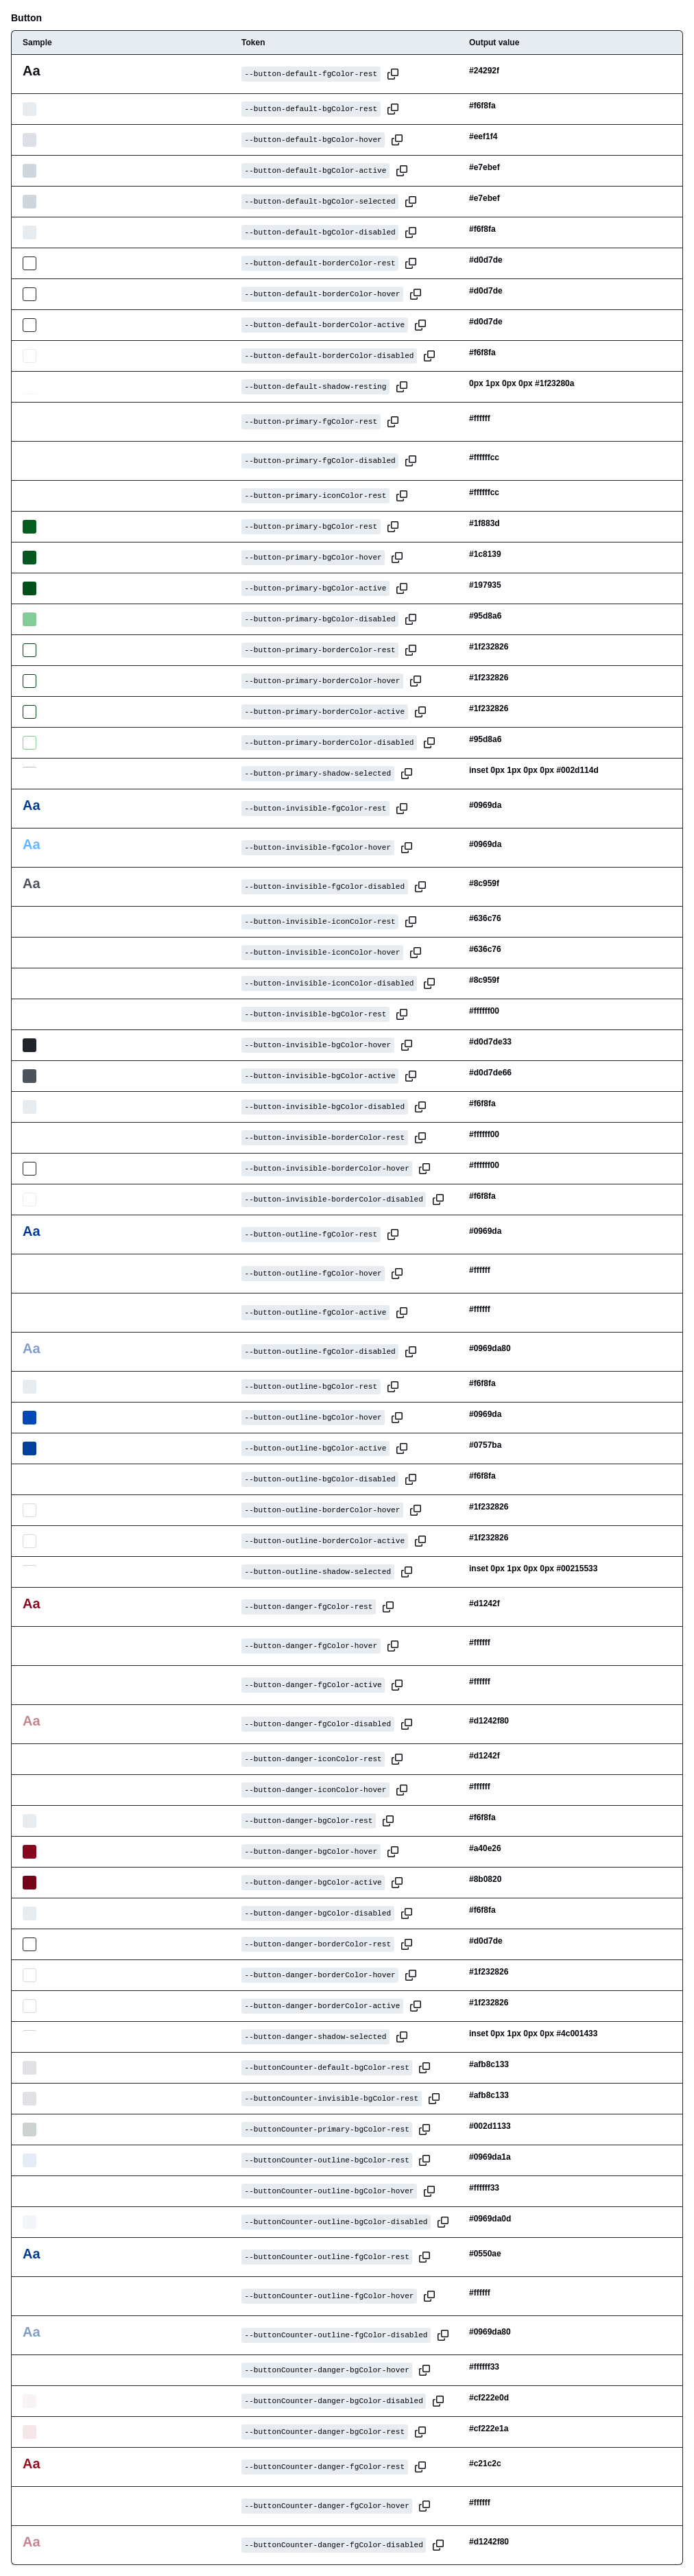 Button
Sample Token Output value
Aa --button-default-fgColor-rest #24292f
--button-default-bgColor-rest #f6f8fa
--button-default-bgColor-hover #eef1f4
--button-default-bgColor-active #e7ebef
--button-default-bgColor-selected #e7ebef
--button-default-bgColor-disabled #f6f8fa
--button-default-borderColor-rest #d0d7de
--button-default-borderColor-hover #d0d7de
--button-default-borderColor-active #d0d7de
--button-default-borderColor-disabled #f6f8fa
--button-default-shadow-resting 0px 1px 0px 0px #1f23280a
--button-primary-fgColor-rest #ffffff
--button-primary-fgColor-disabled #ffffffcc
--button-primary-iconColor-rest #ffffffcc
--button-primary-bgColor-rest #1f883d
--button-primary-bgColor-hover #1c8139
--button-primary-bgColor-active #197935
--button-primary-bgColor-disabled #95d8a6
--button-primary-borderColor-rest #1f232826
--button-primary-borderColor-hover #1f232826
--button-primary-borderColor-active #1f232826
--button-primary-borderColor-disabled #95d8a6
--button-primary-shadow-selected inset 0px 1px 0px 0px #002d114d
Aa --button-invisible-fgColor-rest #0969da
Aa --button-invisible-fgColor-hover #0969da
Aa --button-invisible-fgColor-disabled #8c959f
--button-invisible-iconColor-rest #636c76
--button-invisible-iconColor-hover #636c76
--button-invisible-iconColor-disabled #8c959f
--button-invisible-bgColor-rest #ffffff00
--button-invisible-bgColor-hover #d0d7de33
--button-invisible-bgColor-active #d0d7de66
--button-invisible-bgColor-disabled #f6f8fa
--button-invisible-borderColor-rest #ffffff00
--button-invisible-borderColor-hover #ffffff00
--button-invisible-borderColor-disabled #f6f8fa
Aa --button-outline-fgColor-rest #0969da
--button-outline-fgColor-hover #ffffff
--button-outline-fgColor-active #ffffff
Aa --button-outline-fgColor-disabled #0969da80
--button-outline-bgColor-rest #f6f8fa
--button-outline-bgColor-hover #0969da
--button-outline-bgColor-active #0757ba
--button-outline-bgColor-disabled #f6f8fa
--button-outline-borderColor-hover #1f232826
--button-outline-borderColor-active #1f232826
--button-outline-shadow-selected inset 0px 1px 0px 0px #00215533
Aa --button-danger-fgColor-rest #d1242f
--button-danger-fgColor-hover #ffffff
--button-danger-fgColor-active #ffffff
Aa --button-danger-fgColor-disabled #d1242f80
--button-danger-iconColor-rest #d1242f
--button-danger-iconColor-hover #ffffff
--button-danger-bgColor-rest #f6f8fa
--button-danger-bgColor-hover #a40e26
--button-danger-bgColor-active #8b0820
--button-danger-bgColor-disabled #f6f8fa
--button-danger-borderColor-rest #d0d7de
--button-danger-borderColor-hover #1f232826
--button-danger-borderColor-active #1f232826
--button-danger-shadow-selected inset 0px 1px 0px 0px #4c001433
--buttonCounter-default-bgColor-rest #afb8c133
--buttonCounter-invisible-bgColor-rest #afb8c133
--buttonCounter-primary-bgColor-rest #002d1133
--buttonCounter-outline-bgColor-rest #0969da1a
--buttonCounter-outline-bgColor-hover #ffffff33
--buttonCounter-outline-bgColor-disabled #0969da0d
Aa --buttonCounter-outline-fgColor-rest #0550ae
--buttonCounter-outline-fgColor-hover #ffffff
Aa --buttonCounter-outline-fgColor-disabled #0969da80
--buttonCounter-danger-bgColor-hover #ffffff33
--buttonCounter-danger-bgColor-disabled #cf222e0d
--buttonCounter-danger-bgColor-rest #cf222e1a
Aa --buttonCounter-danger-fgColor-rest #c21c2c
--buttonCounter-danger-fgColor-hover #ffffff
Aa --buttonCounter-danger-fgColor-disabled #d1242f80